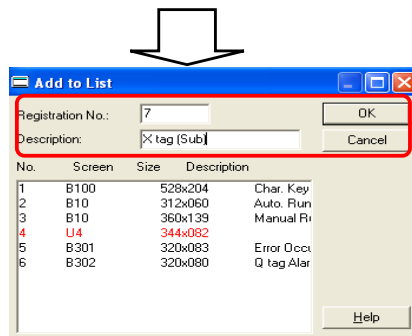 Add to List
Registration No.: 7 OK
Description: X tag (Sub) Cancel
No. Screen Size Description
1 B100 528x204 Char. Key
2 B10 312x060 Auto. Run
3 B10 360x139 Manual R
4 U4 344x082
5 B301 320x083 Error Occu
6 B302 320x080 Q tag Alar
Help